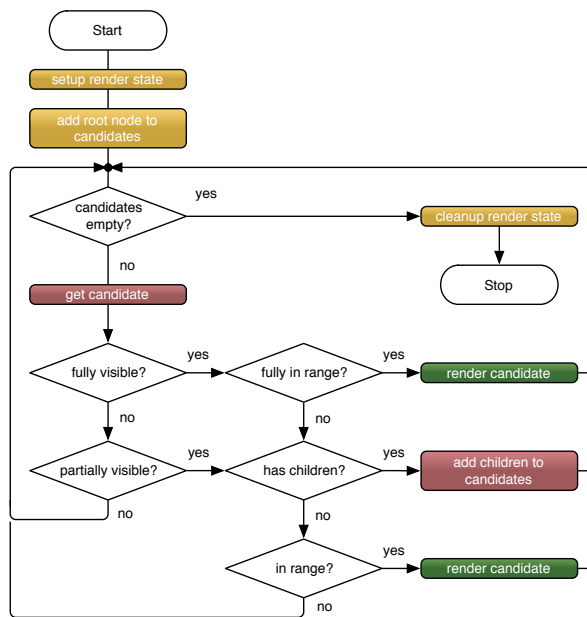 Start
setup render state
add root node to
candidates
yes
candidates
empty?
cleanup render state
no
Stop
get candidate
yes
yes
fully visible?
fully in range?
render candidate
no
no
yes
yes
partially visible?
has children?
add children to
candidates
no
no
yes
in range?
render candidate
no